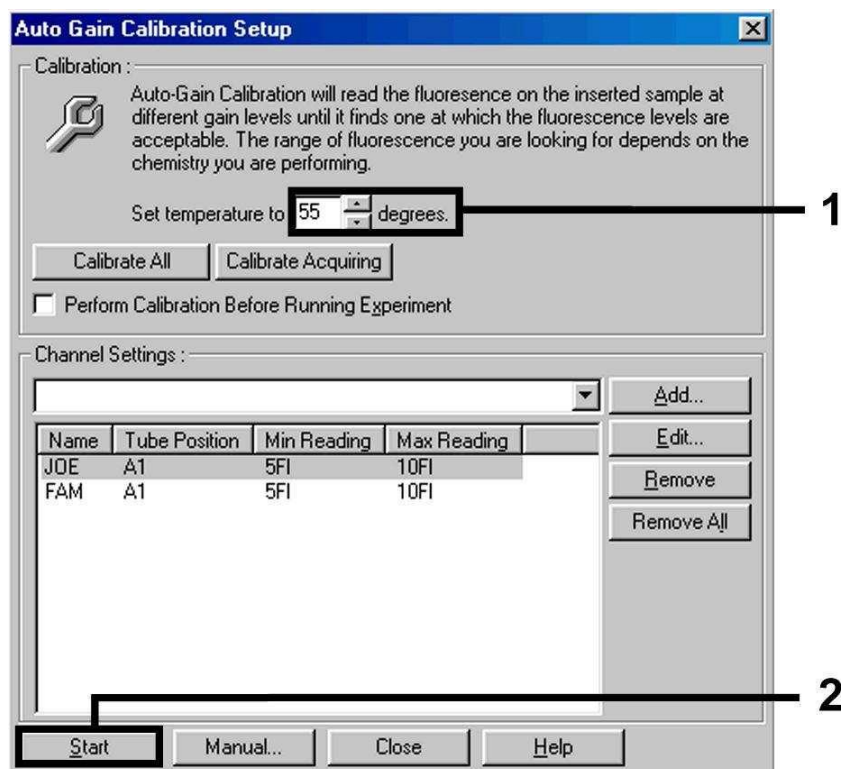 Auto Gain Calibration Setup
Calibration :
Auto-Gain Calibration will read the fluoresence on the inserted sample at
different gain levels until it finds one at which the fluorescence levels are
acceptable. The range of fluorescence you are looking for depends on the
chemistry you are performing.
Set temperature to 55 degrees. 1
Calibrate All Calibrate Acquiring
Perform Calibration Before Running Experiment
Channel Settings :
Add...
Name Tube Position Min Reading Max Reading Edit...
JOE A1 5Fl 10Fl
Remove
FAM A1 5Fl 10Fl
Remove All
2
Start Manual... Close Help